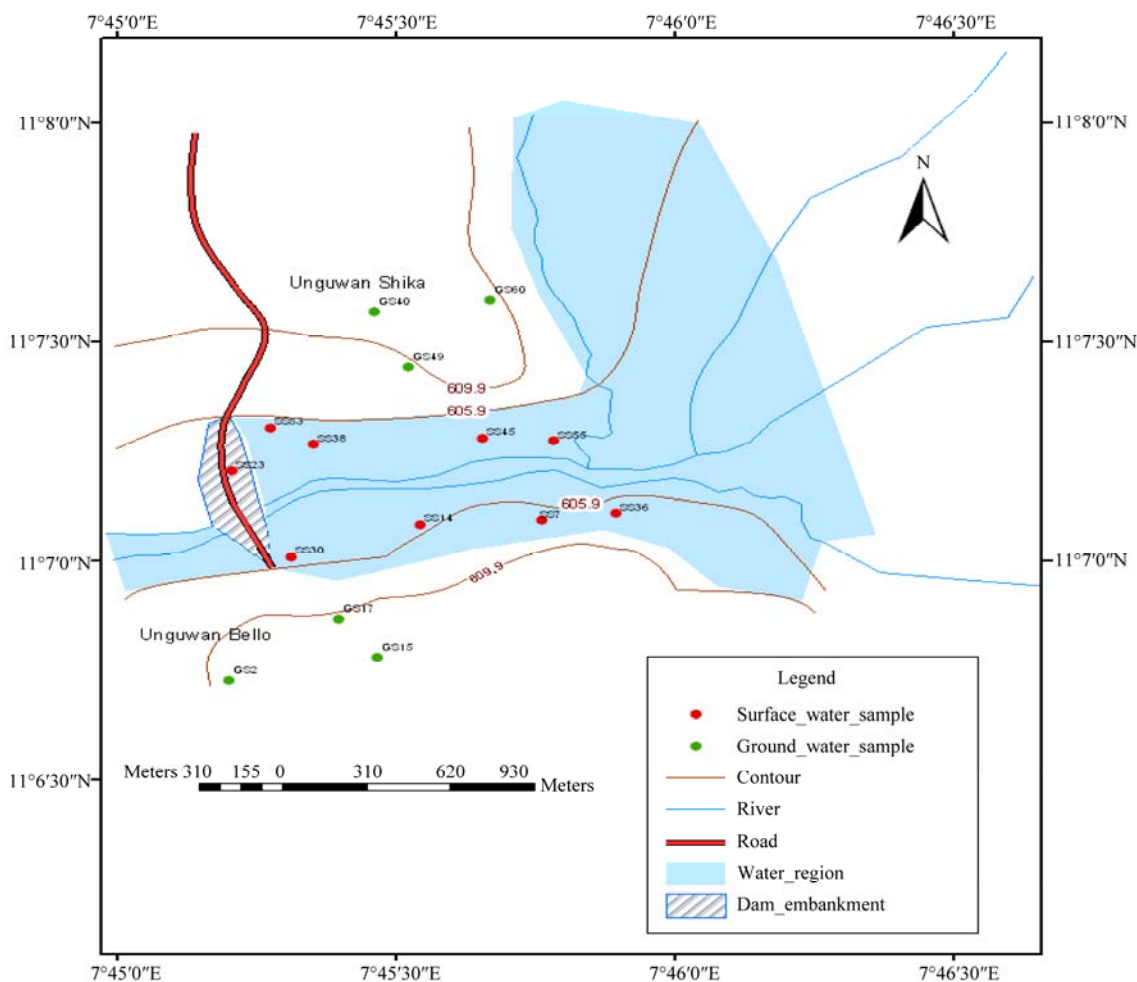 7°45′0″E 7°45′30″E 7°46′0″E 7°46′30″E
11°8′0″N 11°8′0″N
N
Unguwan Shika
GS40 GS60
11°7′30″N 11°7′30″N
GS49
609.9
605.9
SS53
SS38 SS45 SS55
SS23
605.9
SS14 SS7 SS36
SS30
11°7′0″N 11°7′0″N
609.9
GS17
Unguwan Bello
GS15
GS2
Legend
Surface_water_sample
Ground_water_sample
Meters 310 155 0 310 620 930 Meters
11°6′30″N 11°6′30″N
Contour
River
Road
Water_region
Dam_embankment
7°45′0″E 7°45′30″E 7°46′0″E 7°46′30″E